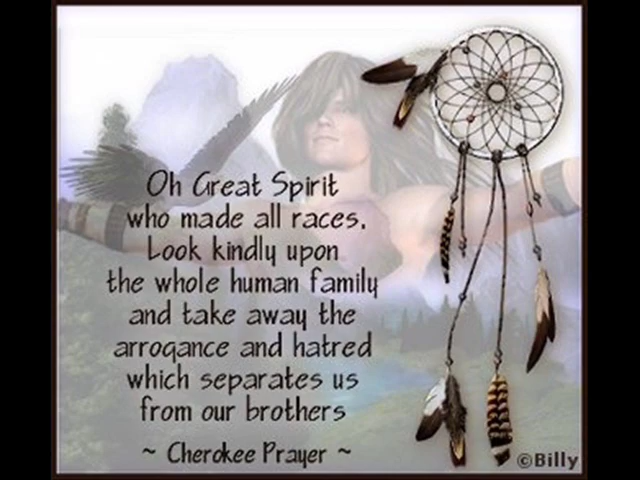 Oh Great Spirit
who made all races.
Look kindly upon
the whole human family
and take away the
arrogance and hatred
which separates us
from our brothers
~ Cherokee Prayer ~
©Billy